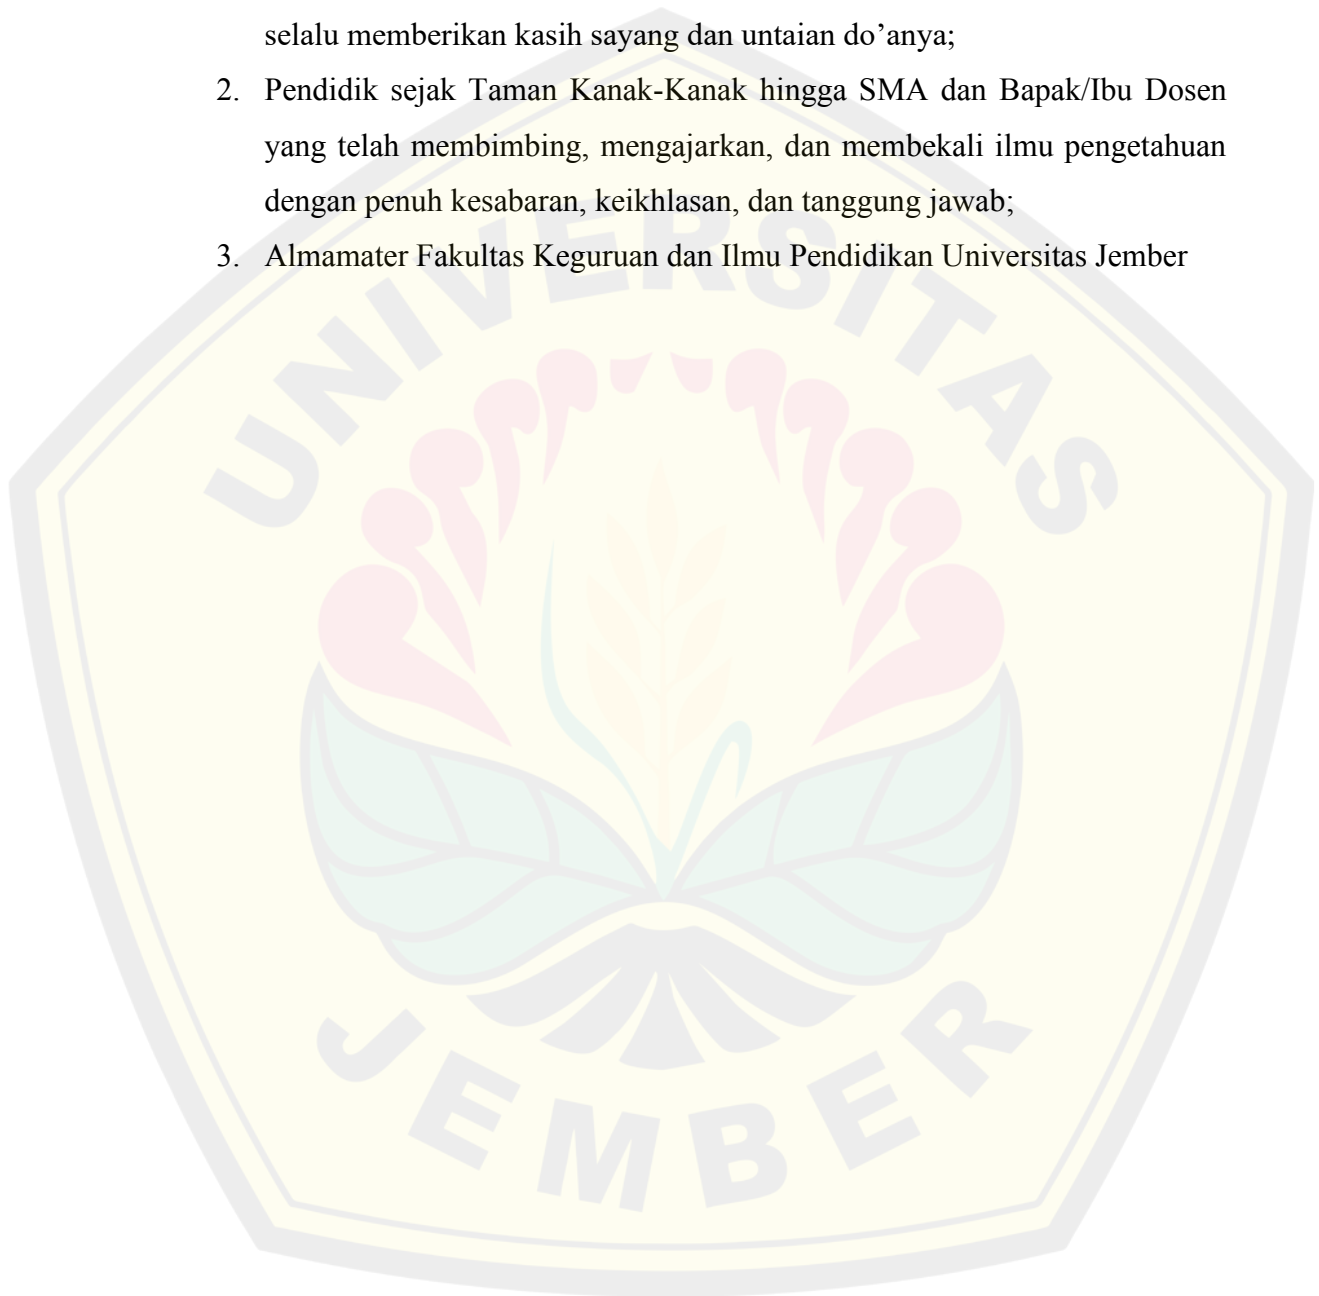 selalu memberikan kasih sayang dan untaian do’anya;
2. Pendidik sejak Taman Kanak-Kanak hingga SMA dan Bapak/Ibu Dosen
yang telah membimbing, mengajarkan, dan membekali ilmu pengetahuan
dengan penuh kesabaran, keikhlasan, dan tanggung jawab;
3. Almamater Fakultas Keguruan dan Ilmu Pendidikan Universitas Jember
UNIVERSITAS
JEMBER